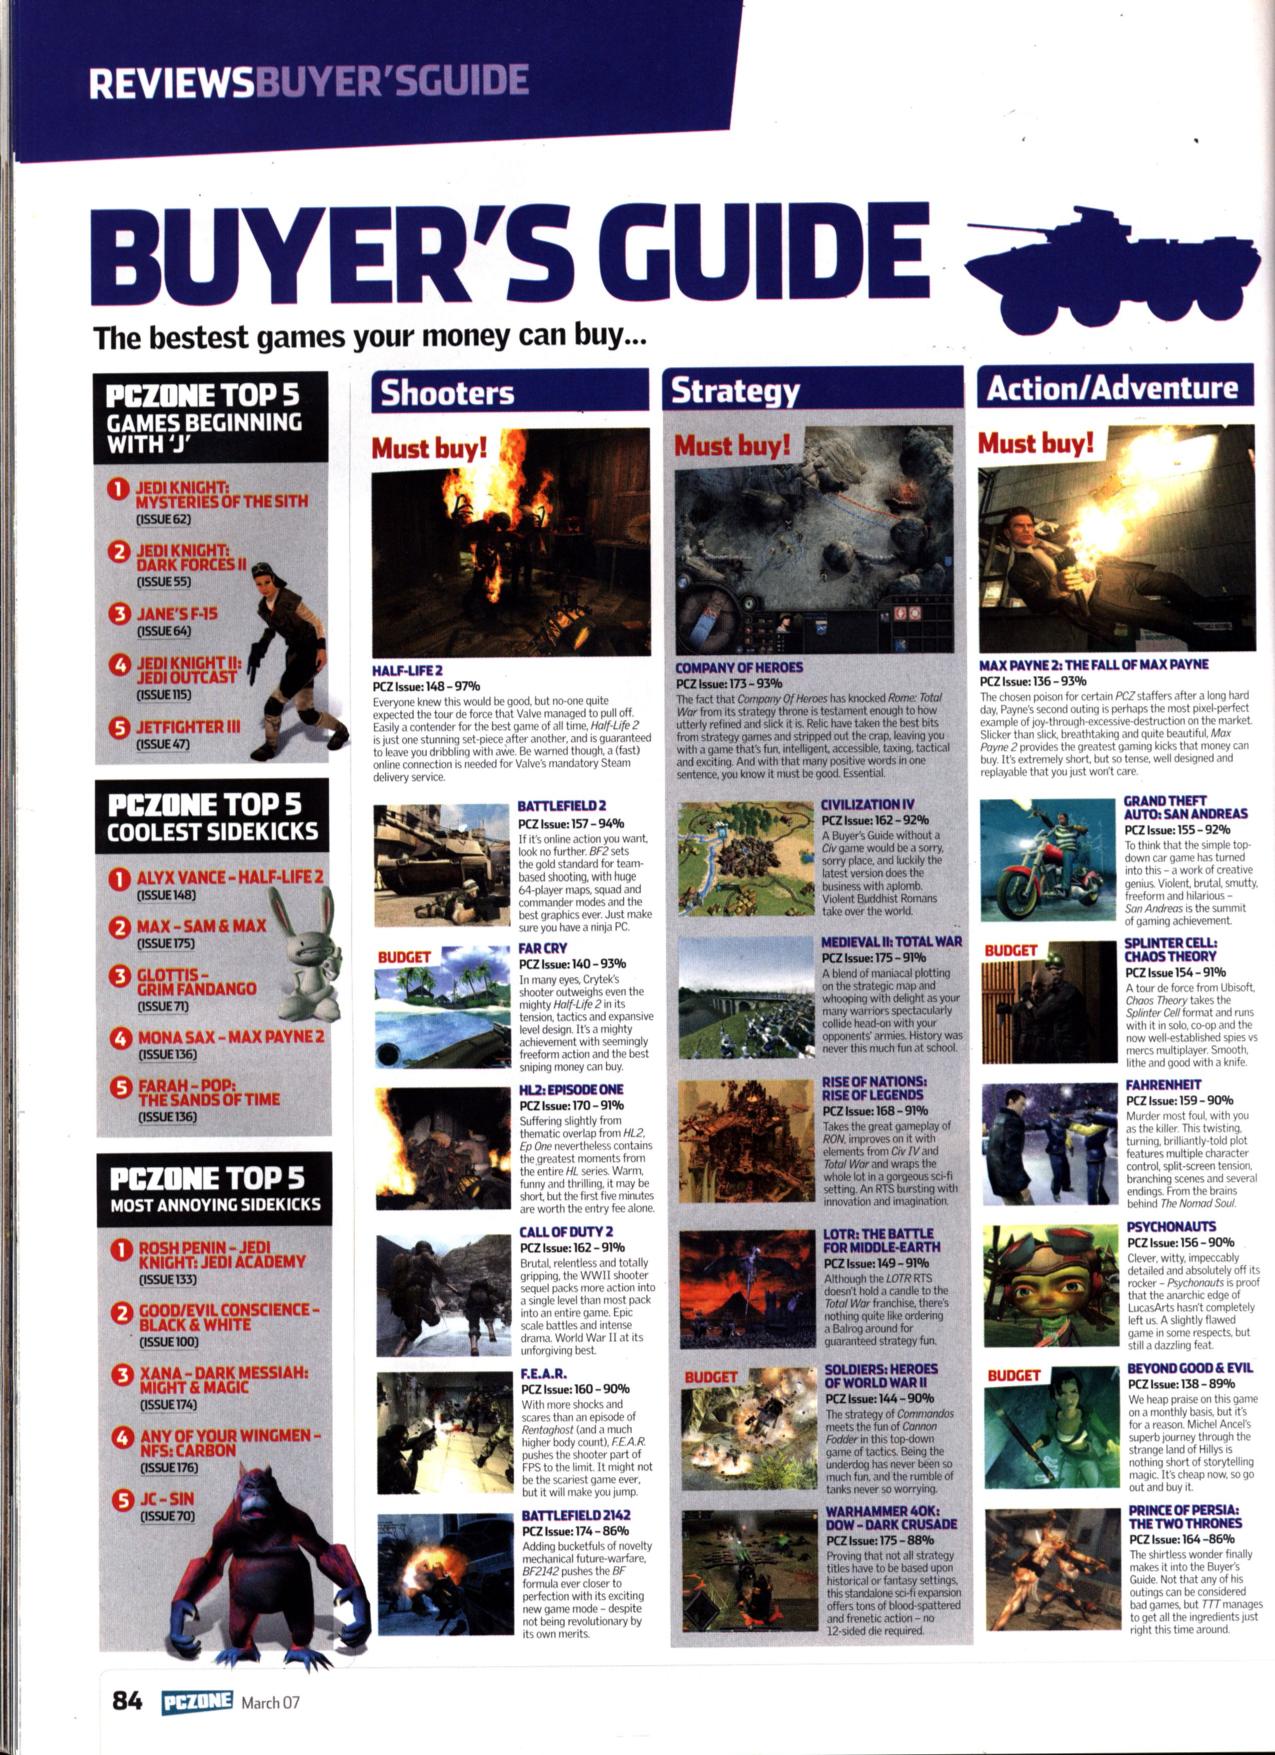 REVIEWSBUYER'SGUIDE
BUYER'S GUIDE
The bestest games your money can buy...
PCZONE TOP 5
GAMES BEGINNING
WITH 'J'
1 JEDI KNIGHT:
MYSTERIES OF THE SITH
(ISSUE 62)
2 JEDI KNIGHT:
DARK FORCES II
(ISSUE 55)
3 JANE'S F-15
(ISSUE 64)
4 JEDI KNIGHT II:
JEDI OUTCAST
(ISSUE 115)
5 JETFIGHTER III
(ISSUE 47)
PCZONE TOP 5
COOLEST SIDEKICKS
1 ALYX VANCE – HALF-LIFE 2
(ISSUE 148)
2 MAX – SAM & MAX
(ISSUE 175)
3 GLOTTIS –
GRIM FANDANGO
(ISSUE 71)
4 MONA SAX – MAX PAYNE 2
(ISSUE 136)
5 FARAH – POP:
THE SANDS OF TIME
(ISSUE 136)
PCZONE TOP 5
MOST ANNOYING SIDEKICKS
1 ROSH PENIN – JEDI
KNIGHT: JEDI ACADEMY
(ISSUE 133)
2 GOOD/EVIL CONSCIENCE –
BLACK & WHITE
(ISSUE 100)
3 XANA – DARK MESSIAH:
MIGHT & MAGIC
(ISSUE 174)
4 ANY OF YOUR WINGMEN –
NFS: CARBON
(ISSUE 176)
5 JC – SIN
(ISSUE 70)
Shooters
Must buy!
HALF-LIFE 2
PCZ Issue: 148 – 97%
Everyone knew this would be good, but no-one quite
expected the tour de force that Valve managed to pull off.
Easily a contender for the best game of all time, Half-Life 2
is just one stunning set-piece after another, and is guaranteed
to leave you dribbling with awe. Be warned though, a (fast)
online connection is needed for Valve's mandatory Steam
delivery service.
BATTLEFIELD 2
PCZ Issue: 157 – 94%
If it's online action you want,
look no further. BF2 sets
the gold standard for team-
based shooting, with huge
64-player maps, squad and
commander modes and the
best graphics ever. Just make
sure you have a ninja PC.
BUDGET
FAR CRY
PCZ Issue: 140 – 93%
In many eyes, Crytek's
shooter outweighs even the
mighty Half-Life 2 in its
tension, tactics and expansive
level design. It's a mighty
achievement with seemingly
freeform action and the best
sniping money can buy.
HL2: EPISODE ONE
PCZ Issue: 170 – 91%
Suffering slightly from
thematic overlap from HL2,
Ep One nevertheless contains
the greatest moments from
the entire HL series. Warm,
funny and thrilling, it may be
short, but the first five minutes
are worth the entry fee alone.
CALL OF DUTY 2
PCZ Issue: 162 – 91%
Brutal, relentless and totally
gripping, the WWII shooter
sequel packs more action into
a single level than most pack
into an entire game. Epic
scale battles and intense
drama. World War II at its
unforgiving best.
F.E.A.R.
PCZ Issue: 160 – 90%
With more shocks and
scares than an episode of
Rentaghost (and a much
higher body count), F.E.A.R.
pushes the shooter part of
FPS to the limit. It might not
be the scariest game ever,
but it will make you jump.
BATTLEFIELD 2142
PCZ Issue: 174 – 86%
Adding bucketfuls of novelty
mechanical future-warfare,
BF2142 pushes the BF
formula ever closer to
perfection with its exciting
new game mode – despite
not being revolutionary by
its own merits.
Strategy
Must buy!
COMPANY OF HEROES
PCZ Issue: 173 – 93%
The fact that Company Of Heroes has knocked Rome: Total
War from its strategy throne is testament enough to how
utterly refined and slick it is. Relic have taken the best bits
from strategy games and stripped out the crap, leaving you
with a game that's fun, intelligent, accessible, taxing, tactical
and exciting. And with that many positive words in one
sentence, you know it must be good. Essential.
CIVILIZATION IV
PCZ Issue: 162 – 92%
A Buyer's Guide without a
Civ game would be a sorry,
sorry place, and luckily the
latest version does the
business with aplomb.
Violent Buddhist Romans
take over the world.
MEDIEVAL II: TOTAL WAR
PCZ Issue: 175 – 91%
A blend of maniacal plotting
on the strategic map and
whooping with delight as your
many warriors spectacularly
collide head-on with your
opponents' armies. History was
never this much fun at school.
RISE OF NATIONS:
RISE OF LEGENDS
PCZ Issue: 168 – 91%
Takes the great gameplay of
RON, improves on it with
elements from Civ IV and
Total War and wraps the
whole lot in a gorgeous sci-fi
setting. An RTS bursting with
innovation and imagination.
LOTR: THE BATTLE
FOR MIDDLE-EARTH
PCZ Issue: 149 – 91%
Although the LOTR RTS
doesn't hold a candle to the
Total War franchise, there's
nothing quite like ordering
a Balrog around for
guaranteed strategy fun.
BUDGET
SOLDIERS: HEROES
OF WORLD WAR II
PCZ Issue: 144 – 90%
The strategy of Commandos
meets the fun of Cannon
Fodder in this top-down
game of tactics. Being the
underdog has never been so
much fun, and the rumble of
tanks never so worrying.
WARHAMMER 40K:
DOW – DARK CRUSADE
PCZ Issue: 175 – 88%
Proving that not all strategy
titles have to be based upon
historical or fantasy settings,
this standalone sci-fi expansion
offers tons of blood-spattered
and frenetic action – no
12-sided die required.
Action/Adventure
Must buy!
MAX PAYNE 2: THE FALL OF MAX PAYNE
PCZ Issue: 136 – 93%
The chosen poison for certain PCZ staffers after a long hard
day, Payne's second outing is perhaps the most pixel-perfect
example of joy-through-excessive-destruction on the market.
Slicker than slick, breathtaking and quite beautiful, Max
Payne 2 provides the greatest gaming kicks that money can
buy. It's extremely short, but so tense, well designed and
replayable that you just won't care.
GRAND THEFT
AUTO: SAN ANDREAS
PCZ Issue: 155 – 92%
To think that the simple top-
down car game has turned
into this – a work of creative
genius. Violent, brutal, smutty,
freeform and hilarious –
San Andreas is the summit
of gaming achievement.
BUDGET
SPLINTER CELL:
CHAOS THEORY
PCZ Issue 154 – 91%
A tour de force from Ubisoft,
Chaos Theory takes the
Splinter Cell format and runs
with it in solo, co-op and the
now well-established spies vs
mercs multiplayer. Smooth,
lithe and good with a knife.
FAHRENHEIT
PCZ Issue: 159 – 90%
Murder most foul, with you
as the killer. This twisting,
turning, brilliantly-told plot
features multiple character
control, split-screen tension,
branching scenes and several
endings. From the brains
behind The Nomad Soul.
PSYCHONAUTS
PCZ Issue: 156 – 90%
Clever, witty, impeccably
detailed and absolutely off its
rocker – Psychonauts is proof
that the anarchic edge of
LucasArts hasn't completely
left us. A slightly flawed
game in some respects, but
still a dazzling feat.
BUDGET
BEYOND GOOD & EVIL
PCZ Issue: 138 – 89%
We heap praise on this game
on a monthly basis, but it's
for a reason. Michel Ancel's
superb journey through the
strange land of Hillys is
nothing short of storytelling
magic. It's cheap now, so go
out and buy it.
PRINCE OF PERSIA:
THE TWO THRONES
PCZ Issue: 164 – 86%
The shirtless wonder finally
makes it into the Buyer's
Guide. Not that any of his
outings can be considered
bad games, but TTT manages
to get all the ingredients just
right this time around.
84 PCZONE March 07